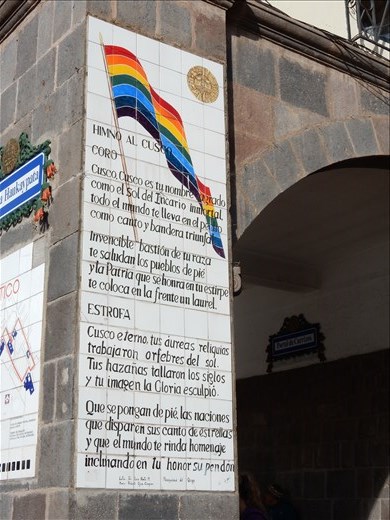 HIMNO AL CUSCO
CORO
Cusco, Cusco es tu nombre sagrado
como el Sol del Incario inmortal
todo el mundo te lleva en el pecho
como canto y bandera triunfal
Invencible bastión de tu raza
te saludan los pueblos de pié
y la Patria que se honra en tu estirpe
te coloca en la frente un laurel.
ESTROFA
Cusco eterno, tus áureas reliquias
trabajaron orfebres del sol.
Tus hazañas tallaron los siglos
y tu imagen la Gloria esculpió.
Que se pongan de pié, las naciones
que disparen sus canto de estrellas
y que el mundo te rinda homenaje
inclinando en tu honor su pendón
Haukaypata
TICO